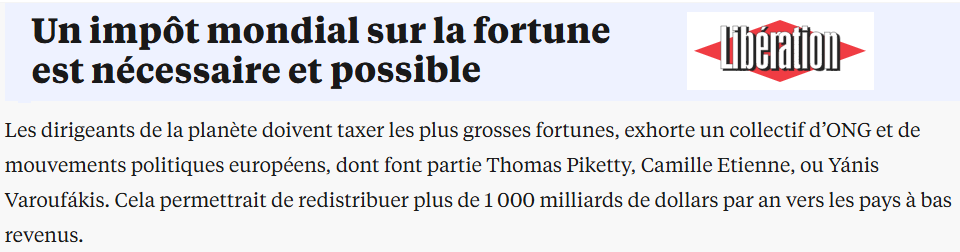 Un impôt mondial sur la fortune
est nécessaire et possible
Libération
Les dirigeants de la planète doivent taxer les plus grosses fortunes, exhorte un collectif d’ONG et de
mouvements politiques européens, dont font partie Thomas Piketty, Camille Etienne, ou Yánis
Varoufákis. Cela permettrait de redistribuer plus de 1 000 milliards de dollars par an vers les pays à bas
revenus.